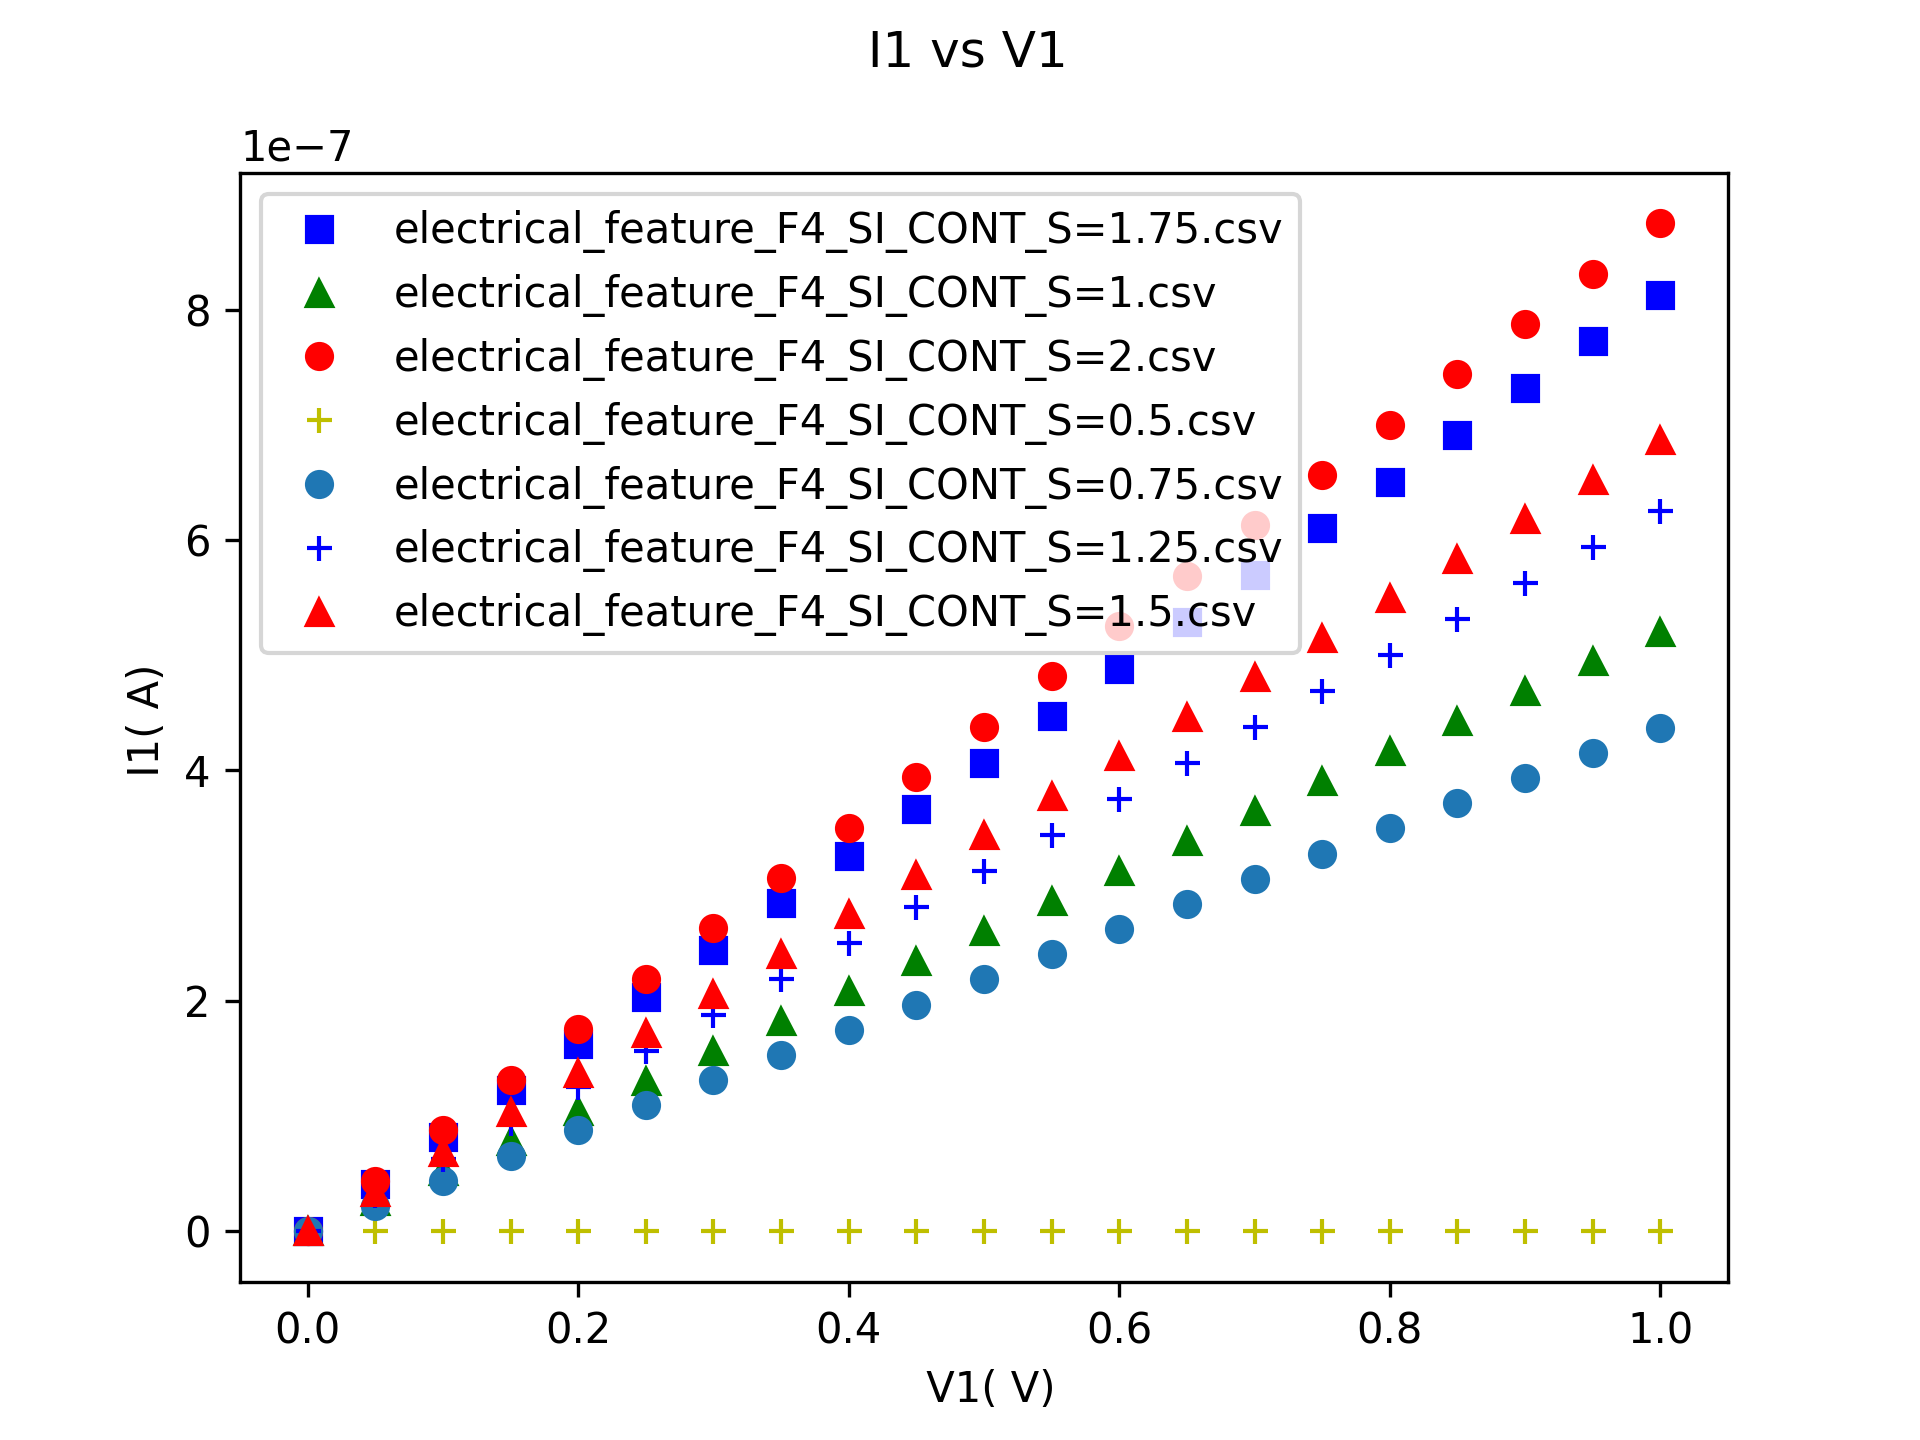 I1 vs V1
1e−7
electrical_feature_F4_SI_CONT_S=1.75.csv
electrical_feature_F4_SI_CONT_S=1.csv
electrical_feature_F4_SI_CONT_S=2.csv
electrical_feature_F4_SI_CONT_S=0.5.csv
electrical_feature_F4_SI_CONT_S=0.75.csv
electrical_feature_F4_SI_CONT_S=1.25.csv
electrical_feature_F4_SI_CONT_S=1.5.csv
8
6
4
2
0
I1( A)
0.0 0.2 0.4 0.6 0.8 1.0
V1( V)